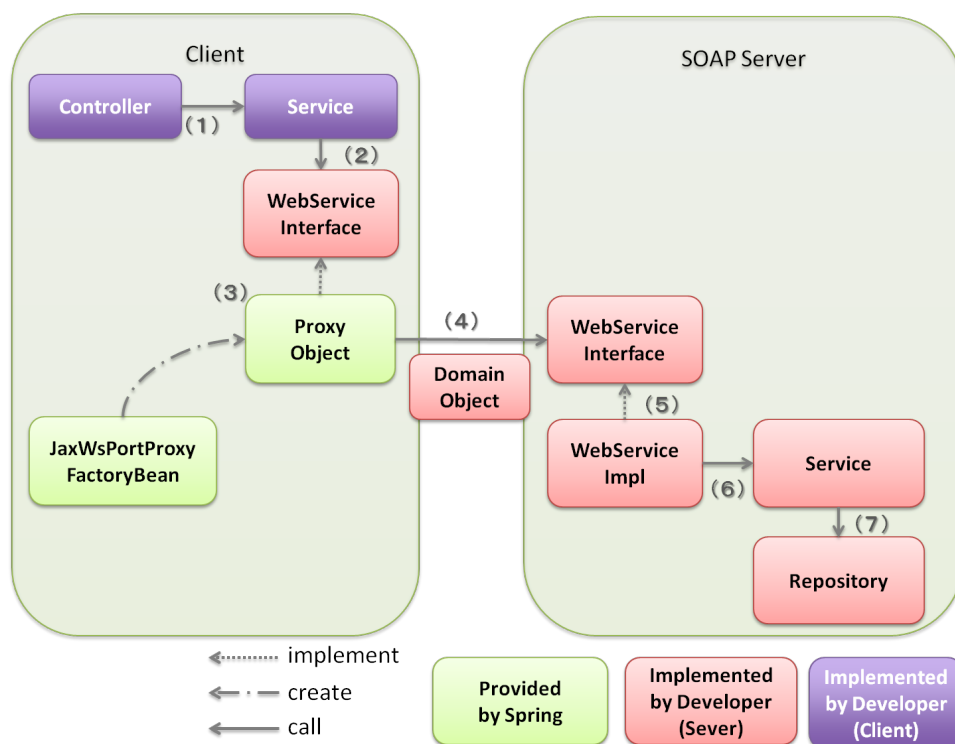 Client
SOAP Server
Controller
(1)
Service
(2)
WebService
Interface
(3)
Proxy
Object
(4)
Domain
Object
WebService
Interface
JaxWsPortProxy
FactoryBean
(5)
WebService
Impl
(6)
Service
(7)
Repository
implement
create
call
Provided
by Spring
Implemented
by Developer
(Sever)
Implemented
by Developer
(Client)